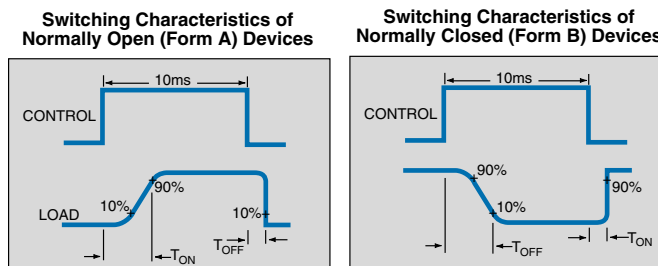 Switching Characteristics of
Normally Open (Form A) Devices
10ms
CONTROL
90%
10%
LOAD
10%
TON
TOFF
Switching Characteristics of
Normally Closed (Form B) Devices
10ms
CONTROL
90%
10%
90%
TOFF
TON